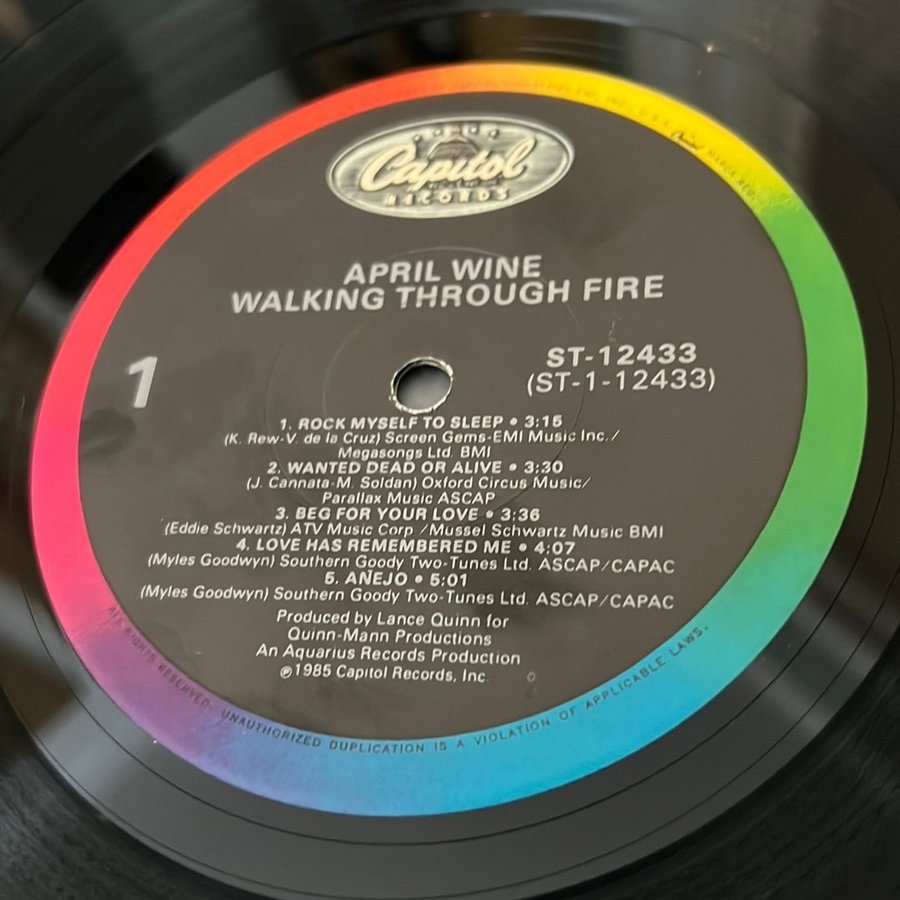 Capitol
RECORDS
MARCA REG.
APRIL WINE
WALKING THROUGH FIRE
1
ST-12433
(ST-1-12433)
1. ROCK MYSELF TO SLEEP • 3:15
(K. Rew-V. de la Cruz) Screen Gems-EMI Music Inc./
Megasongs Ltd. BMI
2. WANTED DEAD OR ALIVE • 3:30
(J. Cannata-M. Soldan) Oxford Circus Music/
Parallax Music ASCAP
3. BEG FOR YOUR LOVE • 3:36
(Eddie Schwartz) ATV Music Corp /Mussel Schwartz Music BMI
4. LOVE HAS REMEMBERED ME • 4:07
(Myles Goodwyn) Southern Goody Two-Tunes Ltd. ASCAP/CAPAC
5. AÑEJO • 5:01
(Myles Goodwyn) Southern Goody Two-Tunes Ltd. ASCAP/CAPAC
Produced by Lance Quinn for
Quinn-Mann Productions
An Aquarius Records Production
℗1985 Capitol Records, Inc.
ALL RIGHTS RESERVED. UNAUTHORIZED DUPLICATION IS A VIOLATION OF APPLICABLE LAWS.